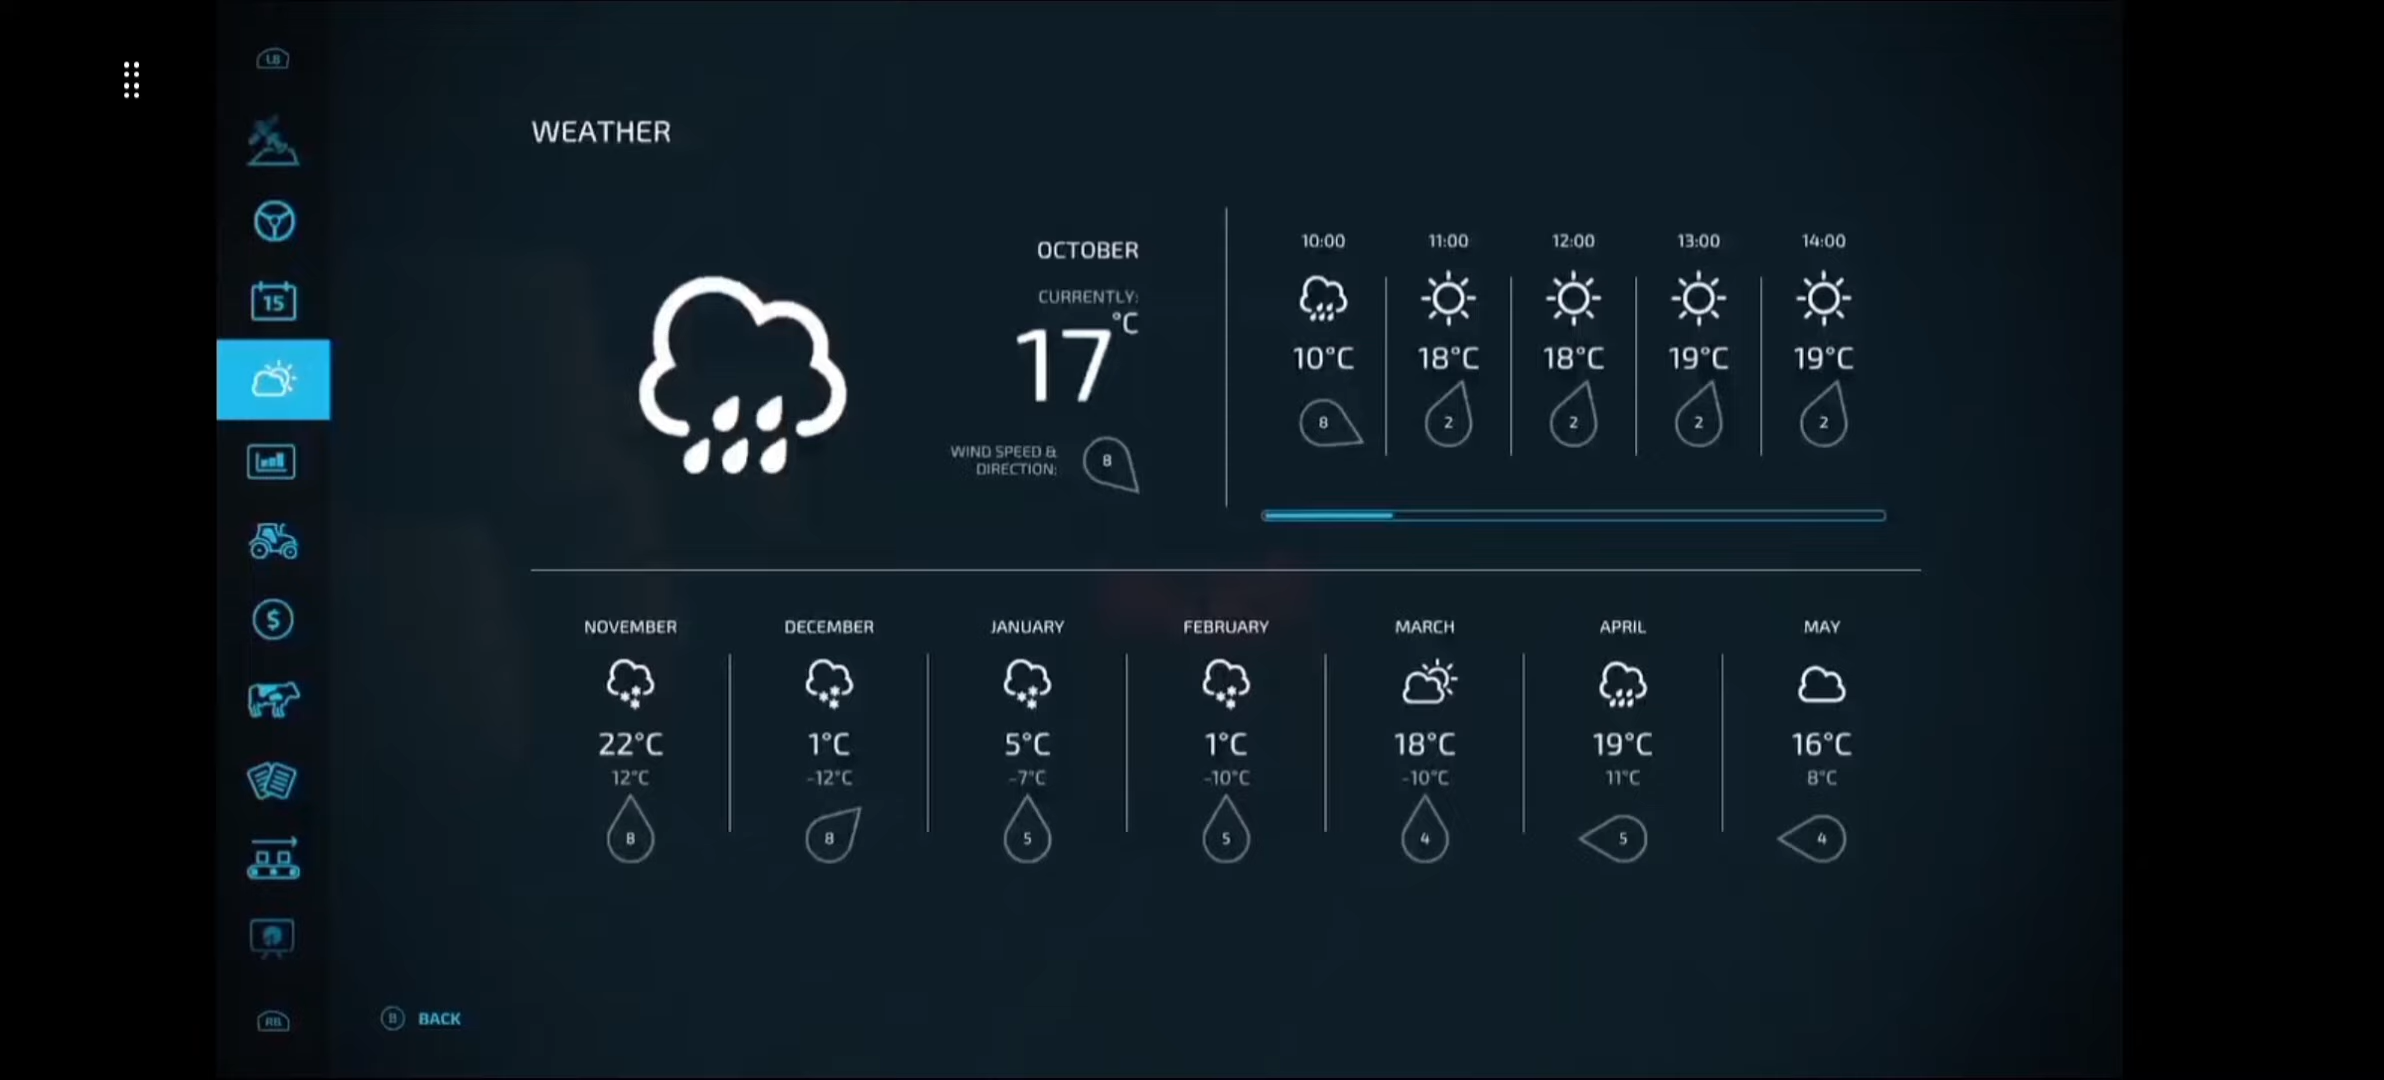 LB
WEATHER
15
OCTOBER
CURRENTLY:
17°C
WIND SPEED &
DIRECTION:
8
10:00 11:00 12:00 13:00 14:00
10°C 18°C 18°C 19°C 19°C
8 2 2 2 2
$
NOVEMBER DECEMBER JANUARY FEBRUARY MARCH APRIL MAY
22°C 1°C 5°C 1°C 18°C 19°C 16°C
12°C -12°C -7°C -10°C -10°C 11°C 8°C
8 8 5 5 4 5 4
RB
B BACK